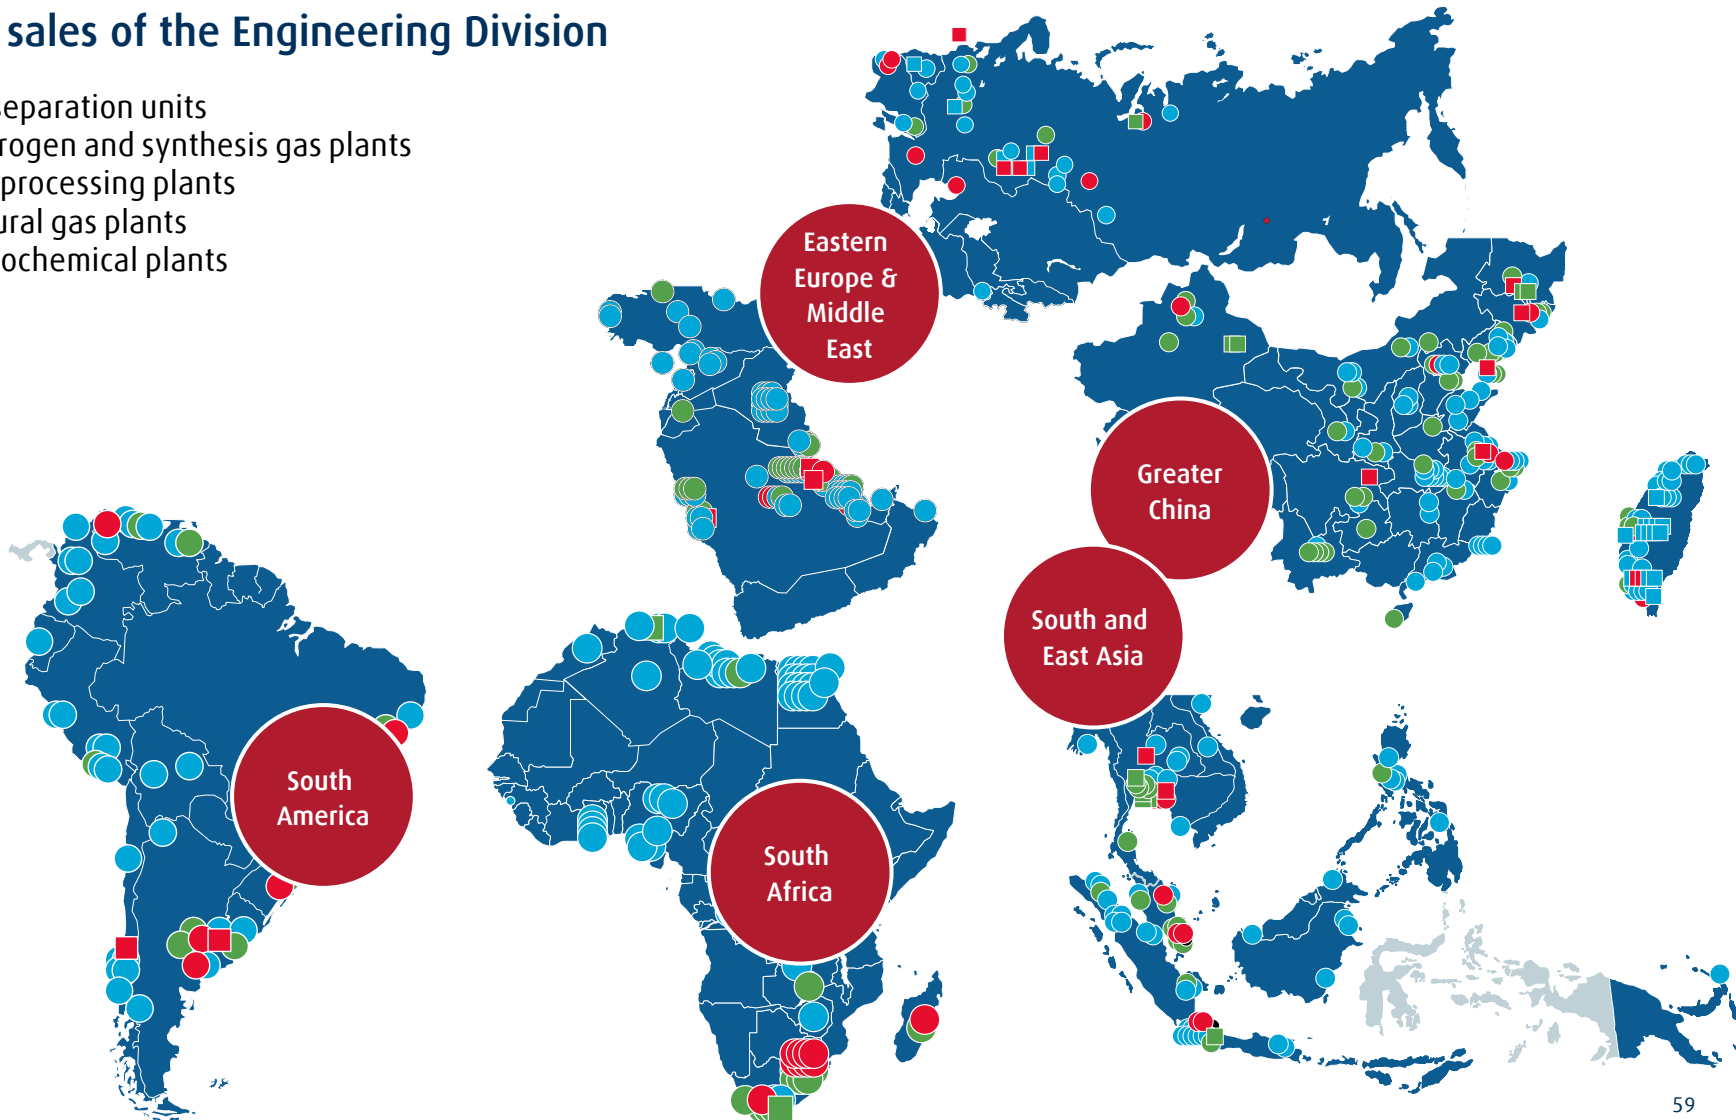 sales of the Engineering Division
separation units
rogen and synthesis gas plants
processing plants
ural gas plants
ochemical plants
Eastern
Europe &
Middle
East
Greater
China
South and
East Asia
South
America
South
Africa
59